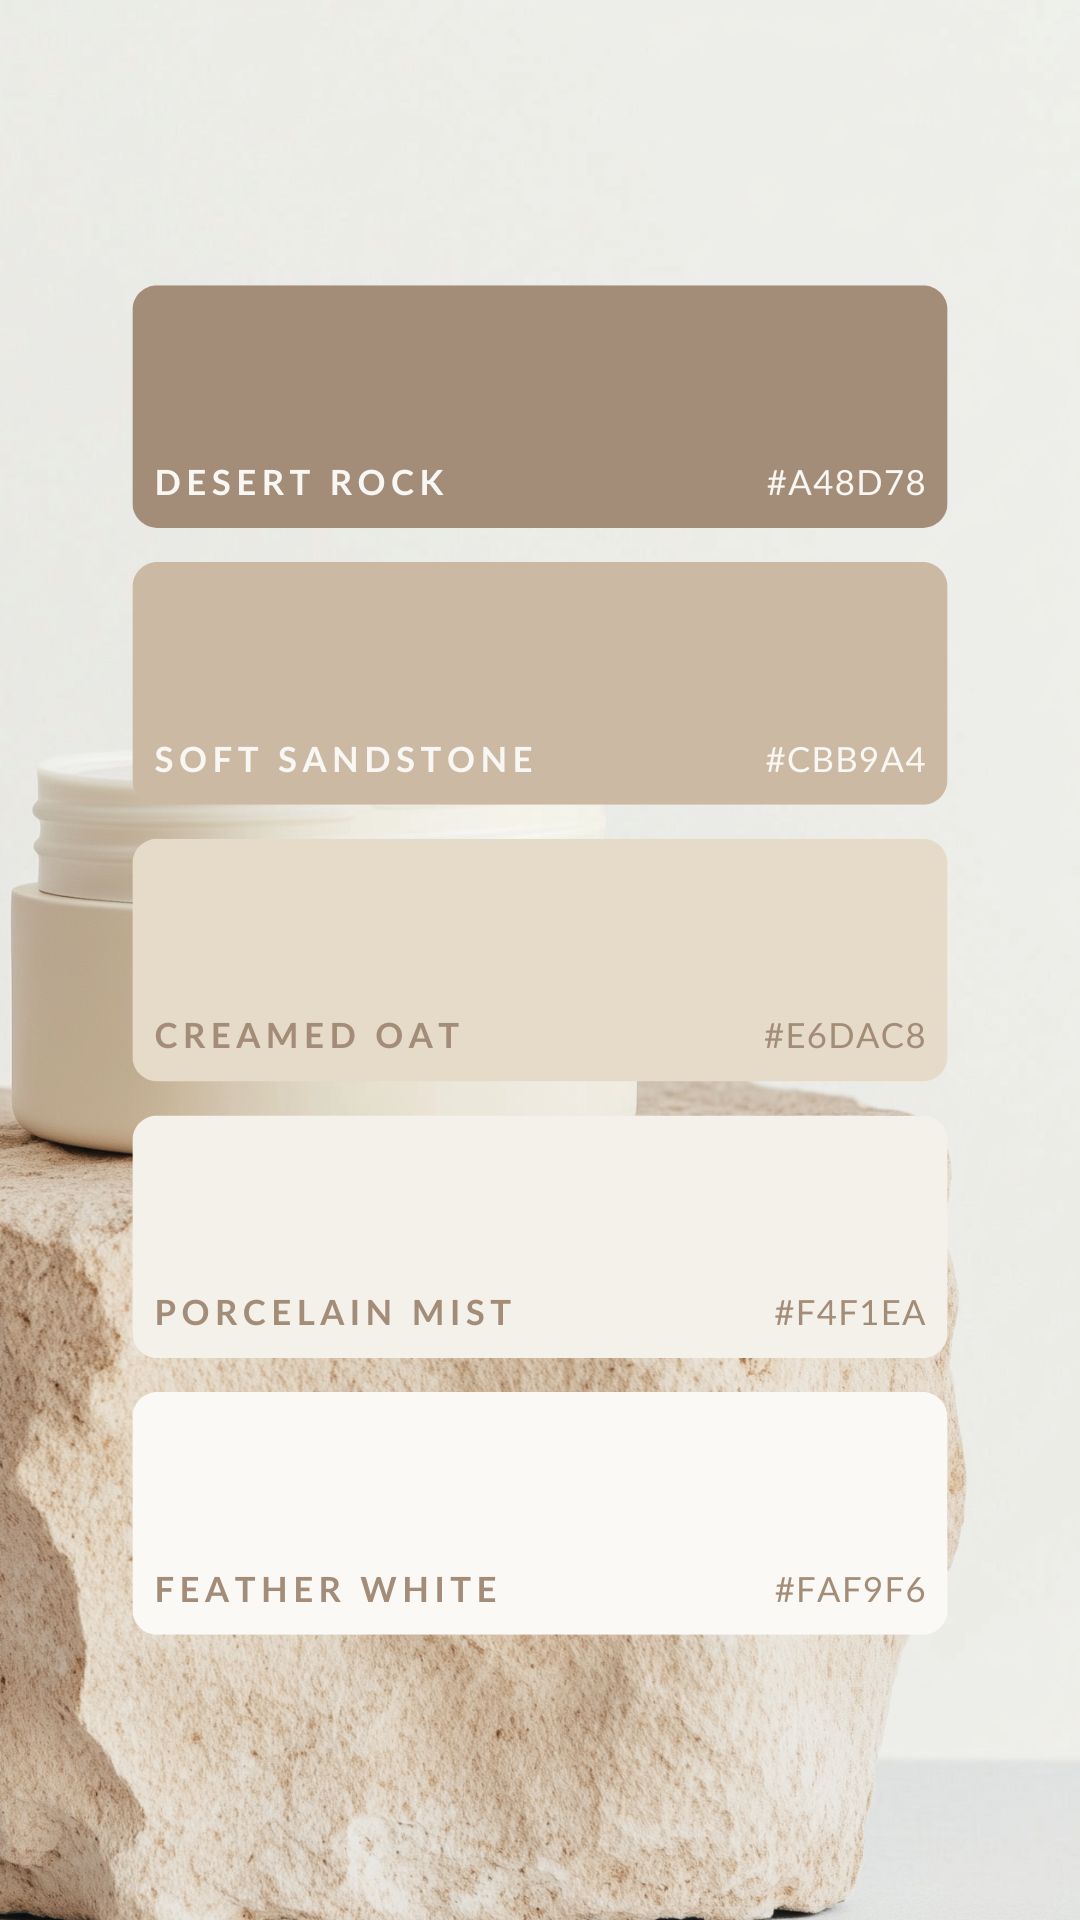 DESERT ROCK #A48D78
SOFT SANDSTONE #CBB9A4
CREAMED OAT #E6DAC8
PORCELAIN MIST #F4F1EA
FEATHER WHITE #FAF9F6